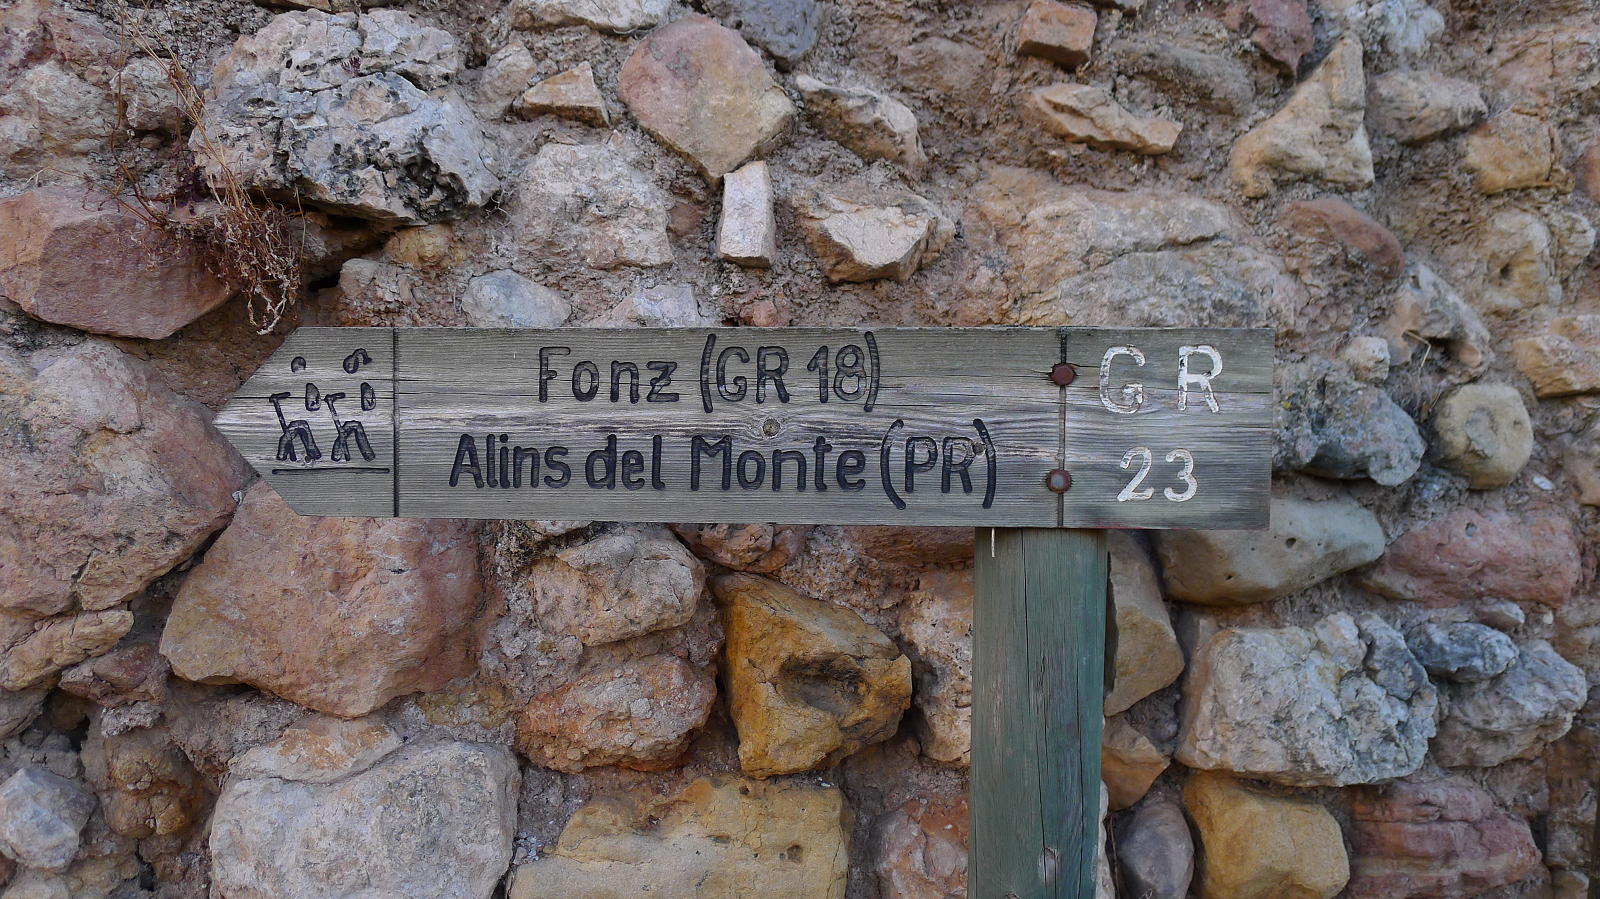 Fonz (GR 18)
Alins del Monte (PR)
GR
23